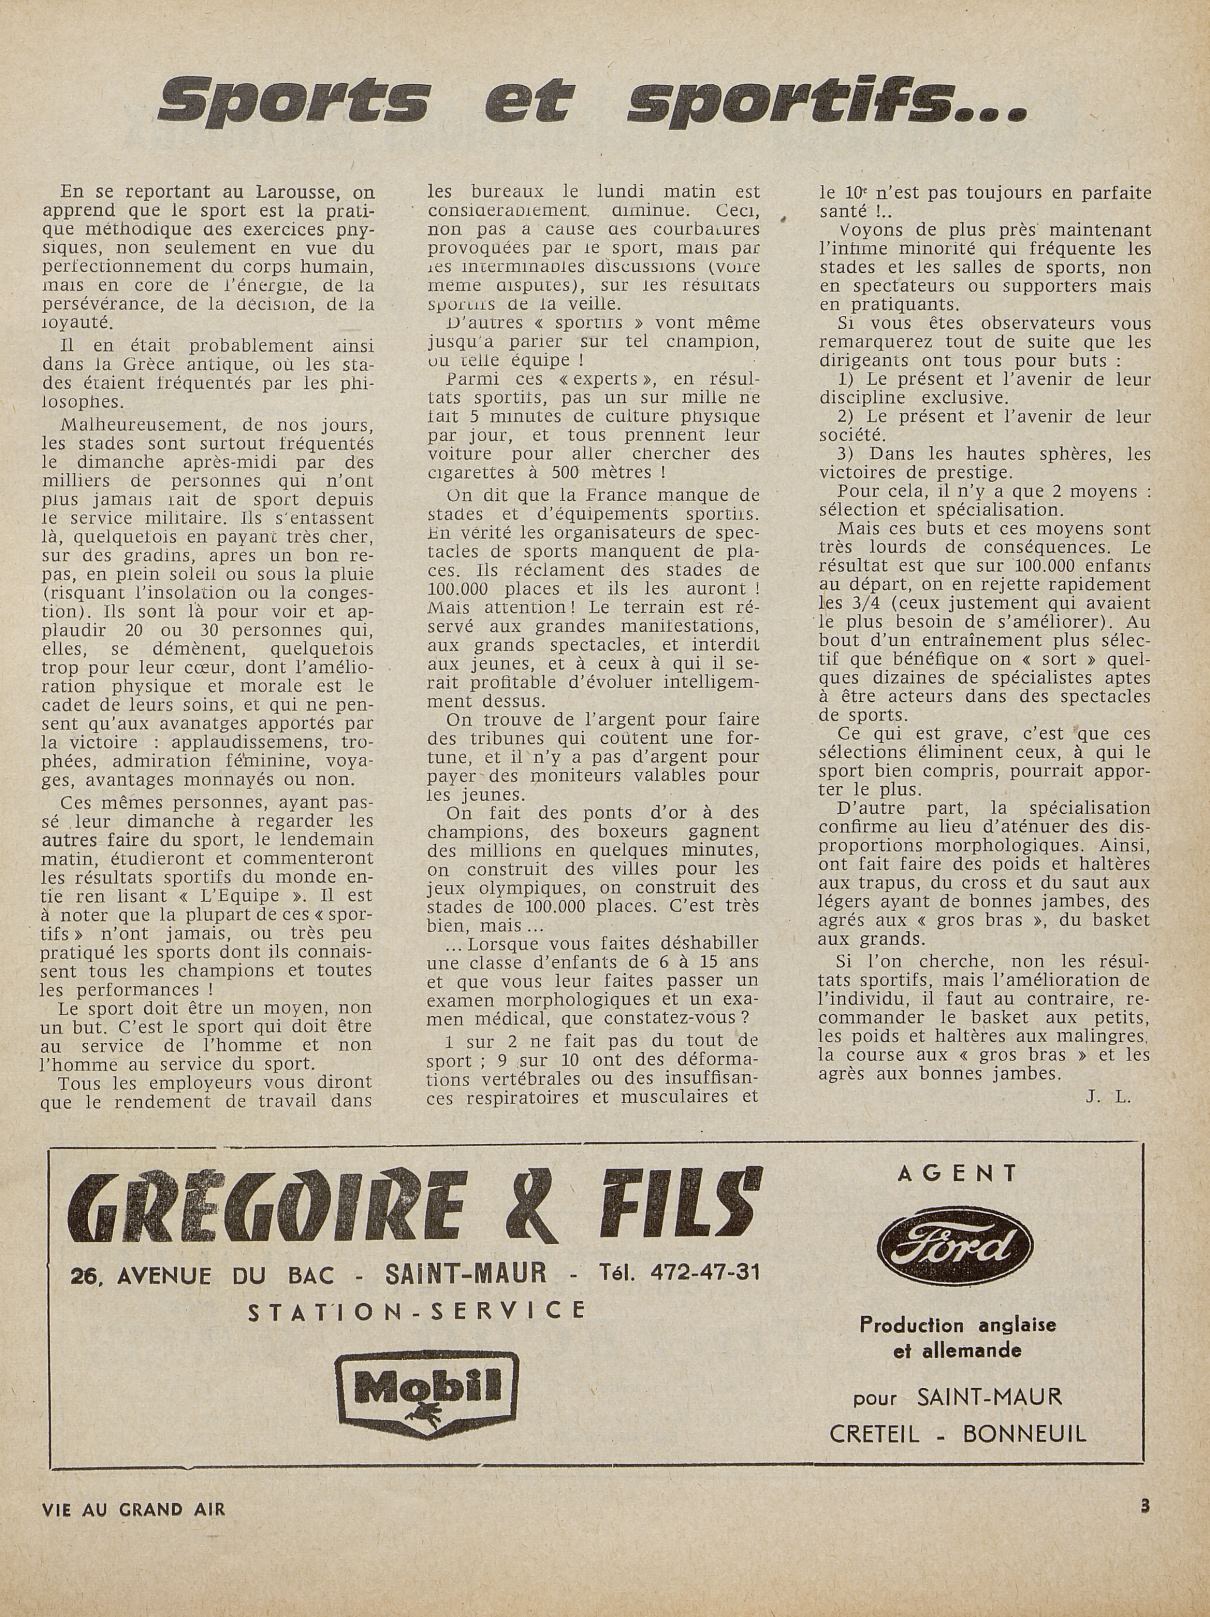 Sports et sportifs...
En se reportant au Larousse, on
apprend que le sport est la prati-
que méthodique des exercices phy-
siques, non seulement en vue du
perfectionnement du corps humain,
mais en core de l'énergie, de la
persévérance, de la décision, de la
loyauté.
Il en était probablement ainsi
dans la Grèce antique, où les sta-
des étaient fréquentés par les phi-
losophes.
Malheureusement, de nos jours,
les stades sont surtout fréquentés
le dimanche après-midi par des
milliers de personnes qui n'ont
plus jamais fait de sport depuis
le service militaire. Ils s'entassent
là, quelquefois en payant très cher,
sur des gradins, après un bon re-
pas, en plein soleil ou sous la pluie
(risquant l'insolation ou la conges-
tion). Ils sont là pour voir et ap-
plaudir 20 ou 30 personnes qui,
elles, se démènent, quelquefois
trop pour leur cœur, dont l'amélio-
ration physique et morale est le
cadet de leurs soins, et qui ne pen-
sent qu'aux avanatges apportés par
la victoire : applaudissemens, tro-
phées, admiration féminine, voya-
ges, avantages monnayés ou non.
Ces mêmes personnes, ayant pas-
sé leur dimanche à regarder les
autres faire du sport, le lendemain
matin, étudieront et commenteront
les résultats sportifs du monde en-
tie ren lisant « L'Equipe ». Il est
à noter que la plupart de ces « spor-
tifs » n'ont jamais, ou très peu
pratiqué les sports dont ils connais-
sent tous les champions et toutes
les performances !
Le sport doit être un moyen, non
un but. C'est le sport qui doit être
au service de l'homme et non
l'homme au service du sport.
Tous les employeurs vous diront
que le rendement de travail dans
les bureaux le lundi matin est
considérablement diminué. Ceci,
non pas à cause des courbatures
provoquées par le sport, mais par
les interminables discussions (voire
même disputes), sur les résultats
sportifs de la veille.
D'autres « sportifs » vont même
jusqu'à parier sur tel champion,
ou telle équipe !
Parmi ces « experts », en résul-
tats sportifs, pas un sur mille ne
fait 5 minutes de culture physique
par jour, et tous prennent leur
voiture pour aller chercher des
cigarettes à 500 mètres !
On dit que la France manque de
stades et d'équipements sportifs.
En vérité les organisateurs de spec-
tacles de sports manquent de pla-
ces. Ils réclament des stades de
100.000 places et ils les auront !
Mais attention ! Le terrain est ré-
servé aux grandes manifestations,
aux grands spectacles, et interdit
aux jeunes, et à ceux à qui il se-
rait profitable d'évoluer intelligem-
ment dessus.
On trouve de l'argent pour faire
des tribunes qui coûtent une for-
tune, et il n'y a pas d'argent pour
payer des moniteurs valables pour
les jeunes.
On fait des ponts d'or à des
champions, des boxeurs gagnent
des millions en quelques minutes,
on construit des villes pour les
jeux olympiques, on construit des
stades de 100.000 places. C'est très
bien, mais ...
... Lorsque vous faites déshabiller
une classe d'enfants de 6 à 15 ans
et que vous leur faites passer un
examen morphologiques et un exa-
men médical, que constatez-vous ?
1 sur 2 ne fait pas du tout de
sport ; 9 sur 10 ont des déforma-
tions vertébrales ou des insuffisan-
ces respiratoires et musculaires et
le 10e n'est pas toujours en parfaite
santé !..
Voyons de plus près maintenant
l'infime minorité qui fréquente les
stades et les salles de sports, non
en spectateurs ou supporters mais
en pratiquants.
Si vous êtes observateurs vous
remarquerez tout de suite que les
dirigeants ont tous pour buts :
1) Le présent et l'avenir de leur
discipline exclusive.
2) Le présent et l'avenir de leur
société.
3) Dans les hautes sphères, les
victoires de prestige.
Pour cela, il n'y a que 2 moyens :
sélection et spécialisation.
Mais ces buts et ces moyens sont
très lourds de conséquences. Le
résultat est que sur 100.000 enfants
au départ, on en rejette rapidement
les 3/4 (ceux justement qui avaient
le plus besoin de s'améliorer). Au
bout d'un entraînement plus sélec-
tif que bénéfique on « sort » quel-
ques dizaines de spécialistes aptes
à être acteurs dans des spectacles
de sports.
Ce qui est grave, c'est que ces
sélections éliminent ceux, à qui le
sport bien compris, pourrait appor-
ter le plus.
D'autre part, la spécialisation
confirme au lieu d'aténuer des dis-
proportions morphologiques. Ainsi,
ont fait faire des poids et haltères
aux trapus, du cross et du saut aux
légers ayant de bonnes jambes, des
agrés aux « gros bras », du basket
aux grands.
Si l'on cherche, non les résul-
tats sportifs, mais l'amélioration de
l'individu, il faut au contraire, re-
commander le basket aux petits,
les poids et haltères aux malingres,
la course aux « gros bras » et les
agrès aux bonnes jambes.
J. L.
GRÉGOIRE & FILS
26, AVENUE DU BAC - SAINT-MAUR - Tél. 472-47-31
STATION-SERVICE
Mobil
AGENT
Ford
Production anglaise
et allemande
pour SAINT-MAUR
CRETEIL - BONNEUIL
VIE AU GRAND AIR
3